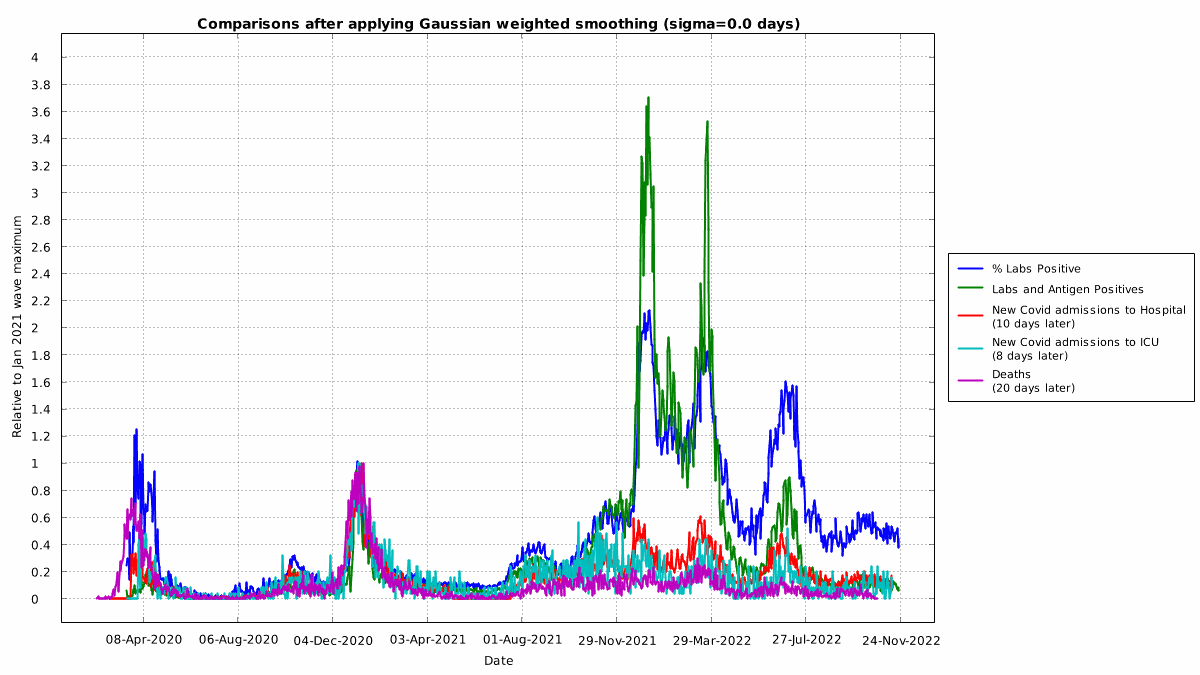 Comparisons after applying Gaussian weighted smoothing (sigma=0.0 days)
Relative to Jan 2021 wave maximum
4
3.8
3.6
3.4
3.2
3
2.8
2.6
2.4
2.2
2
1.8
1.6
1.4
1.2
1
0.8
0.6
0.4
0.2
0
08-Apr-2020 06-Aug-2020 04-Dec-2020 03-Apr-2021 01-Aug-2021 29-Nov-2021 29-Mar-2022 27-Jul-2022 24-Nov-2022
Date
% Labs Positive
Labs and Antigen Positives
New Covid admissions to Hospital
(10 days later)
New Covid admissions to ICU
(8 days later)
Deaths
(20 days later)